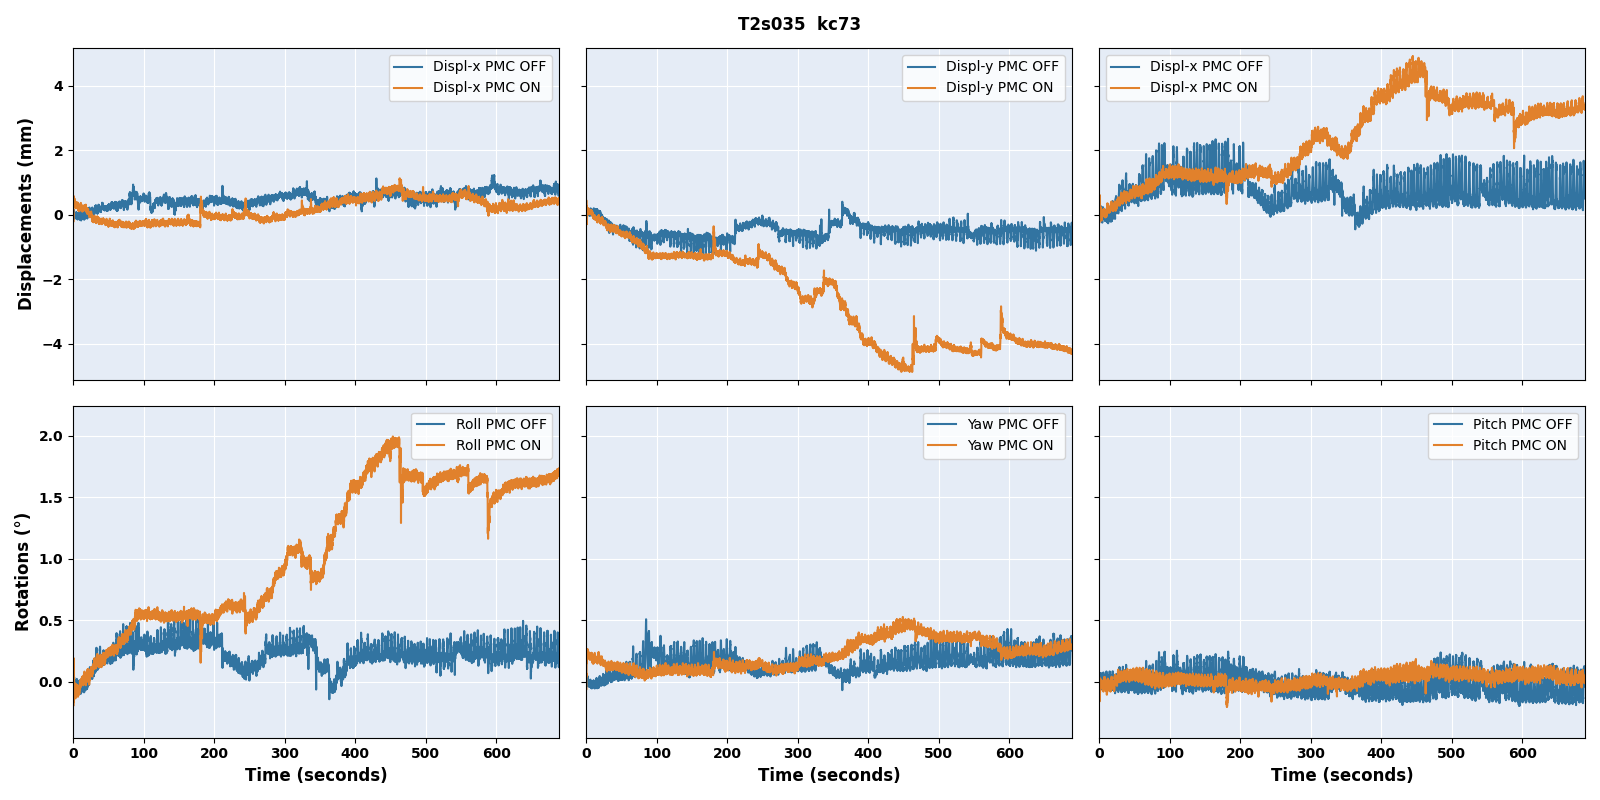 T2s035 kc73
Displ-x PMC OFF
Displ-x PMC ON
Displ-y PMC OFF
Displ-y PMC ON
Displ-x PMC OFF
Displ-x PMC ON
Displacements (mm)
4
2
0
−2
−4
Roll PMC OFF
Roll PMC ON
Yaw PMC OFF
Yaw PMC ON
Pitch PMC OFF
Pitch PMC ON
Rotations (°)
2.0
1.5
1.0
0.5
0.0
0 100 200 300 400 500 600
0 100 200 300 400 500 600
0 100 200 300 400 500 600
Time (seconds)
Time (seconds)
Time (seconds)